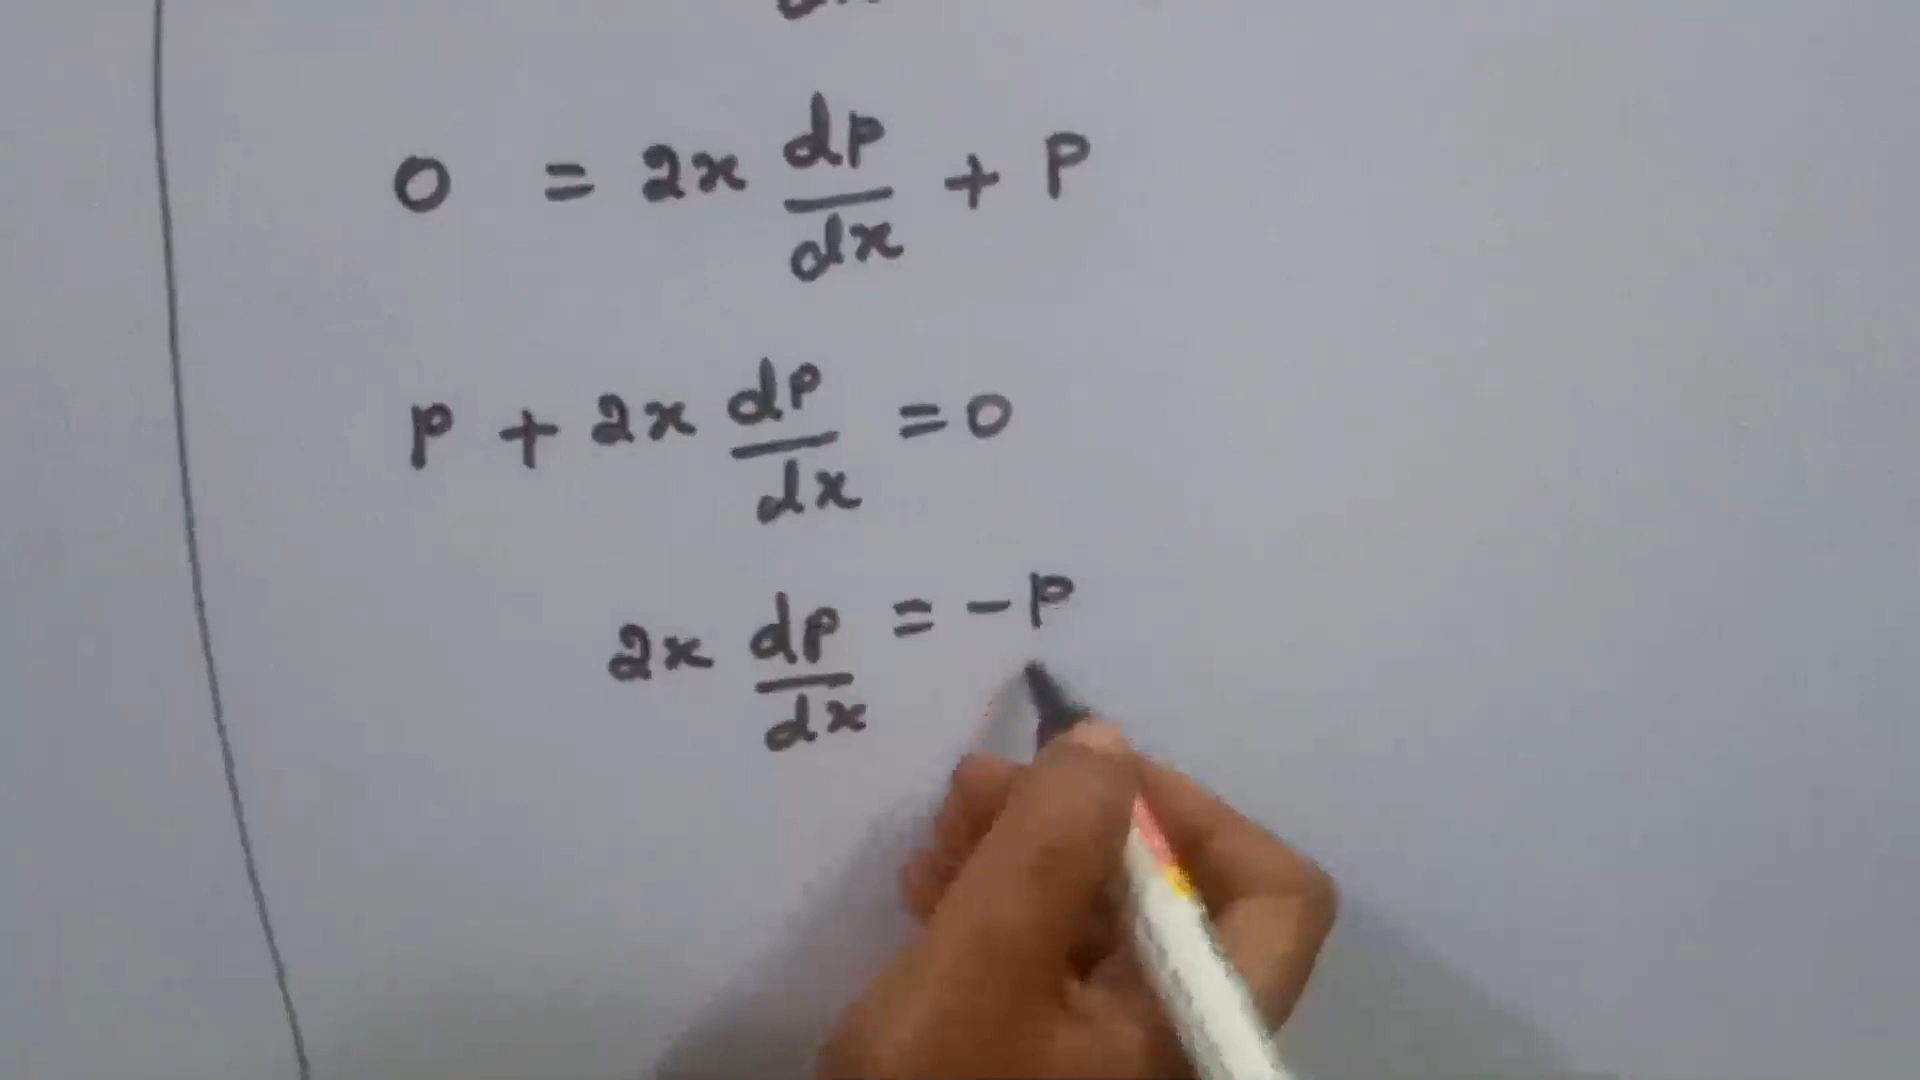 0 = 2x dp/dx + P
P + 2x dp/dx = 0
2x dp/dx = -P